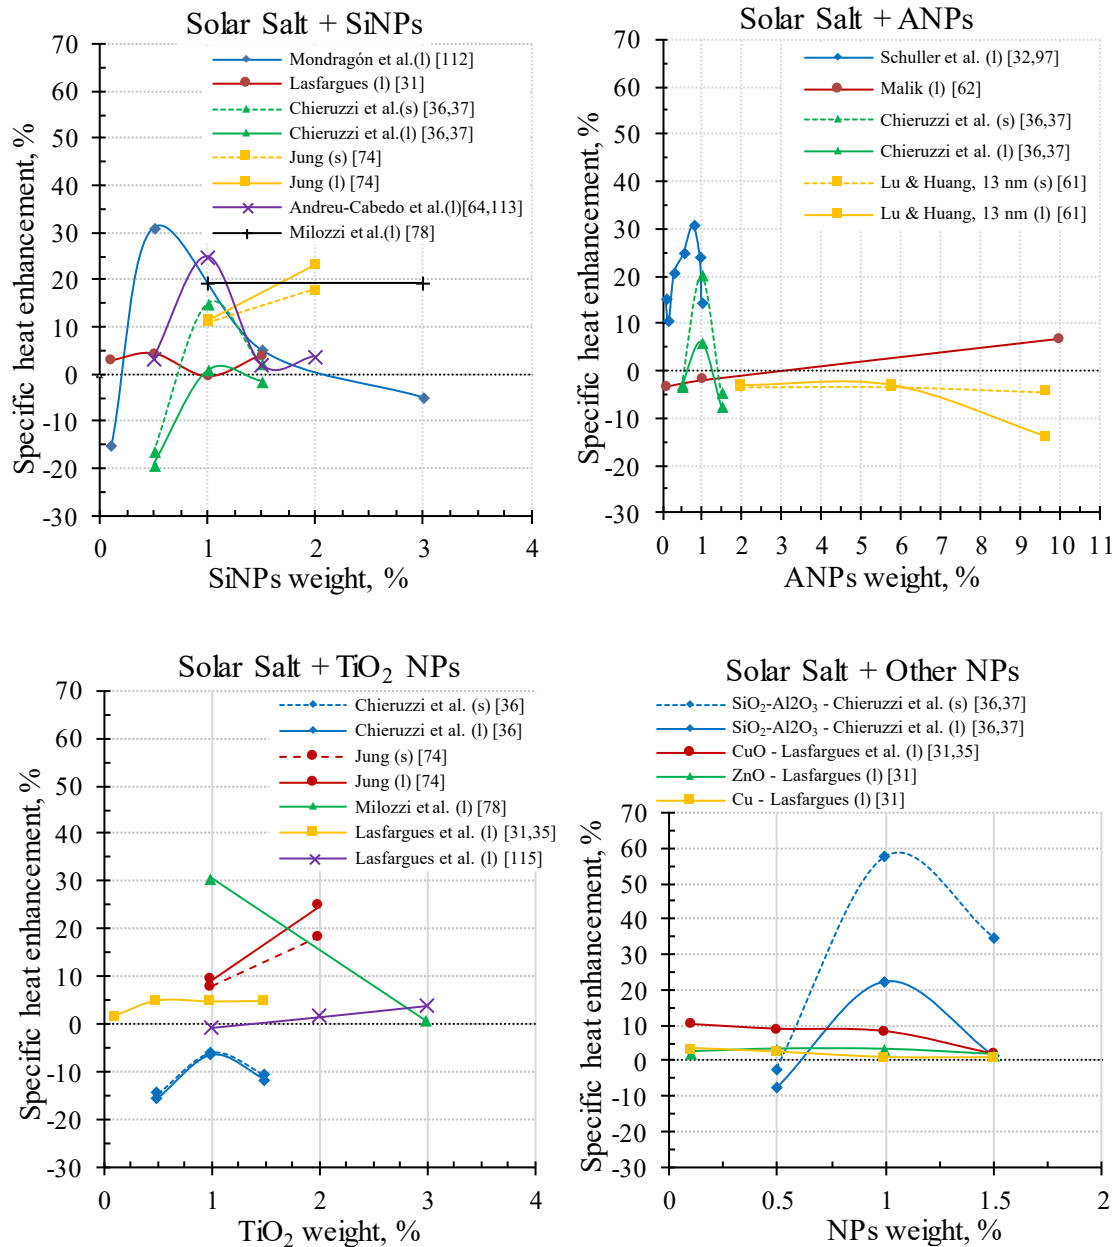 Solar Salt + SiNPs
Specific heat enhancement, %
70
60
50
40
30
20
10
0
-10
-20
-30
Mondragón et al.(l) [112]
Lasfargues (l) [31]
Chieruzzi et al.(s) [36,37]
Chieruzzi et al.(l) [36,37]
Jung (s) [74]
Jung (l) [74]
Andreu-Cabedo et al.(l)[64,113]
Milozzi et al.(l) [78]
0 1 2 3 4
SiNPs weight, %
Solar Salt + ANPs
Specific heat enhancement, %
70
60
50
40
30
20
10
0
-10
-20
-30
Schuller et al. (l) [32,97]
Malik (l) [62]
Chieruzzi et al. (s) [36,37]
Chieruzzi et al. (l) [36,37]
Lu & Huang, 13 nm (s) [61]
Lu & Huang, 13 nm (l) [61]
0 1 2 3 4 5 6 7 8 9 10 11
ANPs weight, %
Solar Salt + TiO₂ NPs
Specific heat enhancement, %
70
60
50
40
30
20
10
0
-10
-20
-30
Chieruzzi et al. (s) [36]
Chieruzzi et al. (l) [36]
Jung (s) [74]
Jung (l) [74]
Milozzi et al. (l) [78]
Lasfargues et al. (l) [31,35]
Lasfargues et al. (l) [115]
0 1 2 3 4
TiO₂ weight, %
Solar Salt + Other NPs
SiO₂-Al2O₃ - Chieruzzi et al. (s) [36,37]
SiO₂-Al2O₃ - Chieruzzi et al. (l) [36,37]
CuO - Lasfargues et al. (l) [31,35]
ZnO - Lasfargues (l) [31]
Cu - Lasfargues (l) [31]
Specific heat enhancement, %
70
60
50
40
30
20
10
0
-10
-20
-30
0.5 1 1.5 2
NPs weight, %